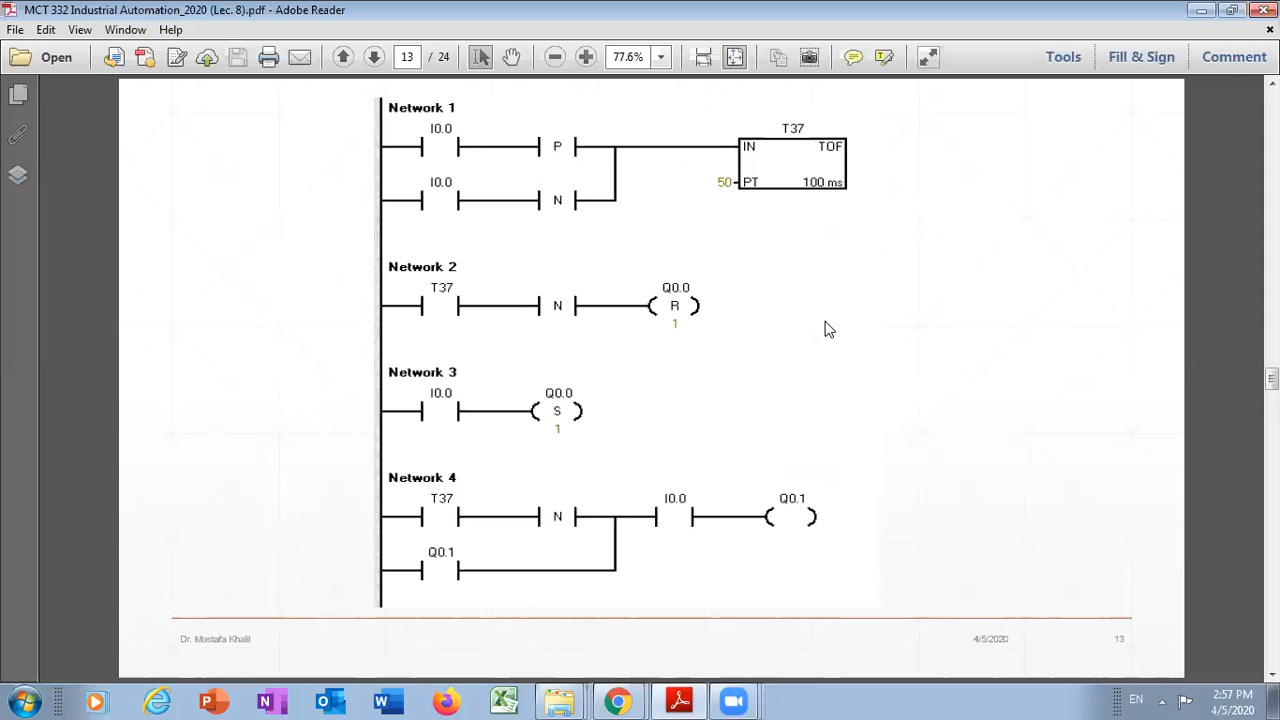 MCT 332 Industrial Automation_2020 (Lec. 8).pdf - Adobe Reader
File Edit View Window Help
Open 13 / 24 77.6% Tools Fill & Sign Comment
Network 1
I0.0 P T37
IN TOF
50 PT 100 ms
I0.0 N
Network 2
T37 N Q0.0
R
1
Network 3
I0.0 Q0.0
S
1
Network 4
T37 N I0.0 Q0.1
Q0.1
Dr. Mostafa Khalil 4/5/2020 13
EN 2:57 PM
4/5/2020